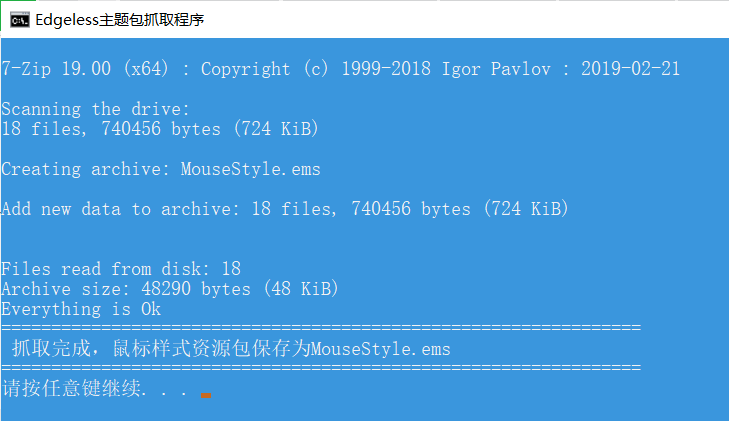 Edgeless主题包抓取程序
7-Zip 19.00 (x64) : Copyright (c) 1999-2018 Igor Pavlov : 2019-02-21
Scanning the drive:
18 files, 740456 bytes (724 KiB)
Creating archive: MouseStyle.ems
Add new data to archive: 18 files, 740456 bytes (724 KiB)
Files read from disk: 18
Archive size: 48290 bytes (48 KiB)
Everything is Ok
================================================================
抓取完成，鼠标样式资源包保存为MouseStyle.ems
================================================================
请按任意键继续. . .